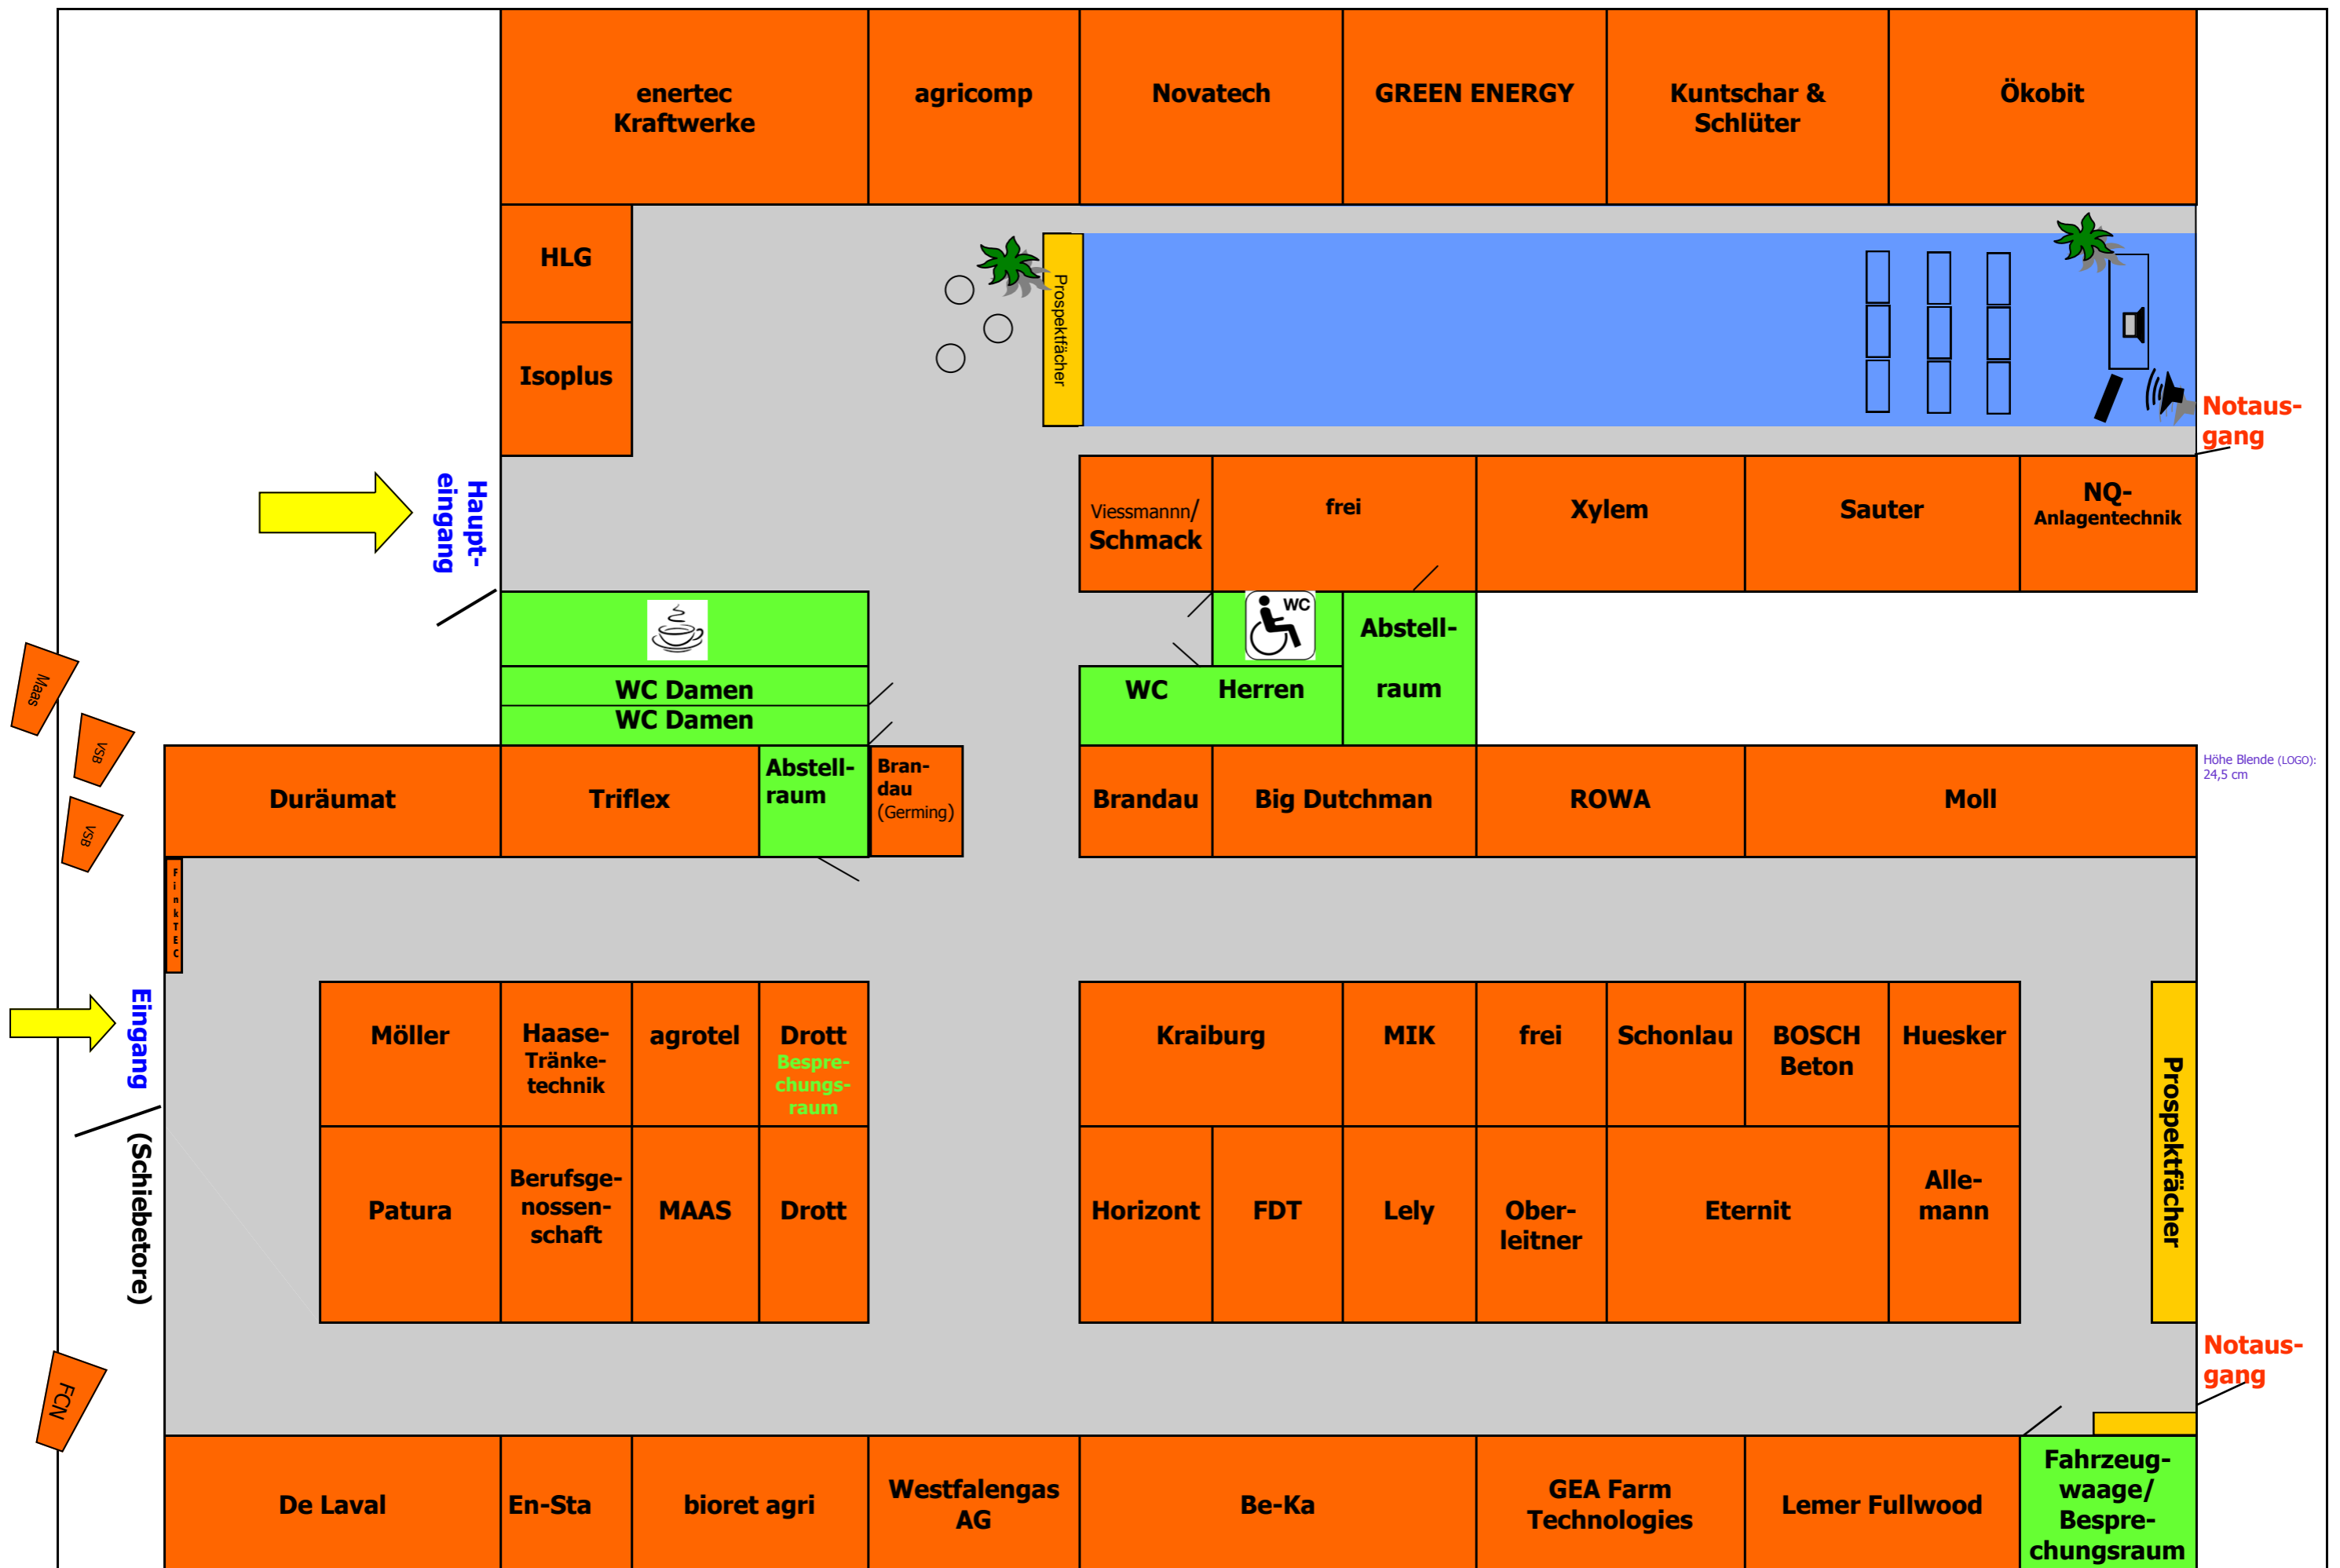 enertec
Kraftwerke
agricomp
Novatech
GREEN ENERGY
Kuntschar &
Schlüter
Ökobit
HLG
Isoplus
Prospektfächer
Notaus-
gang
Haupt-
eingang
Viessmannn/
Schmack
frei
Xylem
Sauter
NQ-
Anlagentechnik
WC
Abstell-
raum
WC Damen
WC Damen
WC Herren
Maas
VSB
VSB
Duräumat
Triflex
Abstell-
raum
Bran-
dau
(Germing)
Brandau
Big Dutchman
ROWA
Moll
Höhe Blende (LOGO):
24,5 cm
FinkTEC
Eingang
(Schiebetore)
Möller
Haase-
Tränke-
technik
agrotel
Drott
Bespre-
chungs-
raum
Kraiburg
MIK
frei
Schonlau
BOSCH
Beton
Huesker
Prospektfächer
Patura
Berufsge-
nossen-
schaft
MAAS
Drott
Horizont
FDT
Lely
Ober-
leitner
Eternit
Alle-
mann
Notaus-
gang
FCN
De Laval
En-Sta
bioret agri
Westfalengas
AG
Be-Ka
GEA Farm
Technologies
Lemer Fullwood
Fahrzeug-
waage/
Bespre-
chungsraum